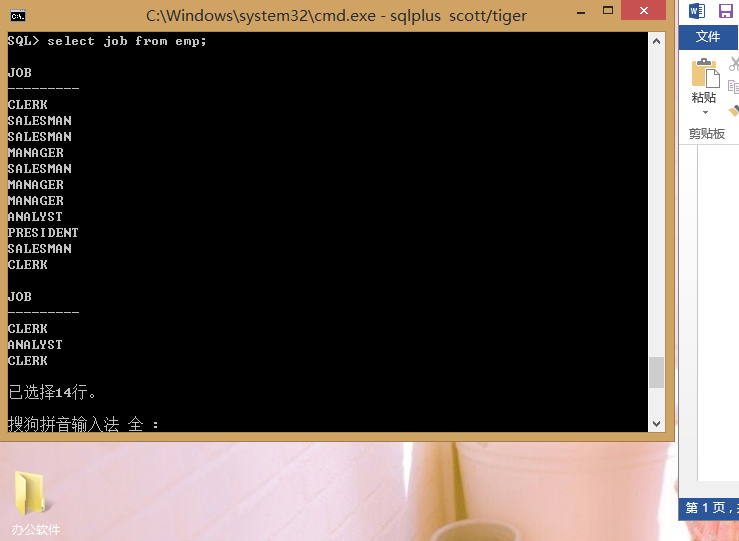 C:\Windows\system32\cmd.exe - sqlplus scott/tiger
SQL> select job from emp;
JOB
---------
CLERK
SALESMAN
SALESMAN
MANAGER
SALESMAN
MANAGER
MANAGER
ANALYST
PRESIDENT
SALESMAN
CLERK
JOB
---------
CLERK
ANALYST
CLERK
已选择14行。
搜狗拼音输入法 全 :
文件
粘贴
剪贴板
第 1 页，
办公软件